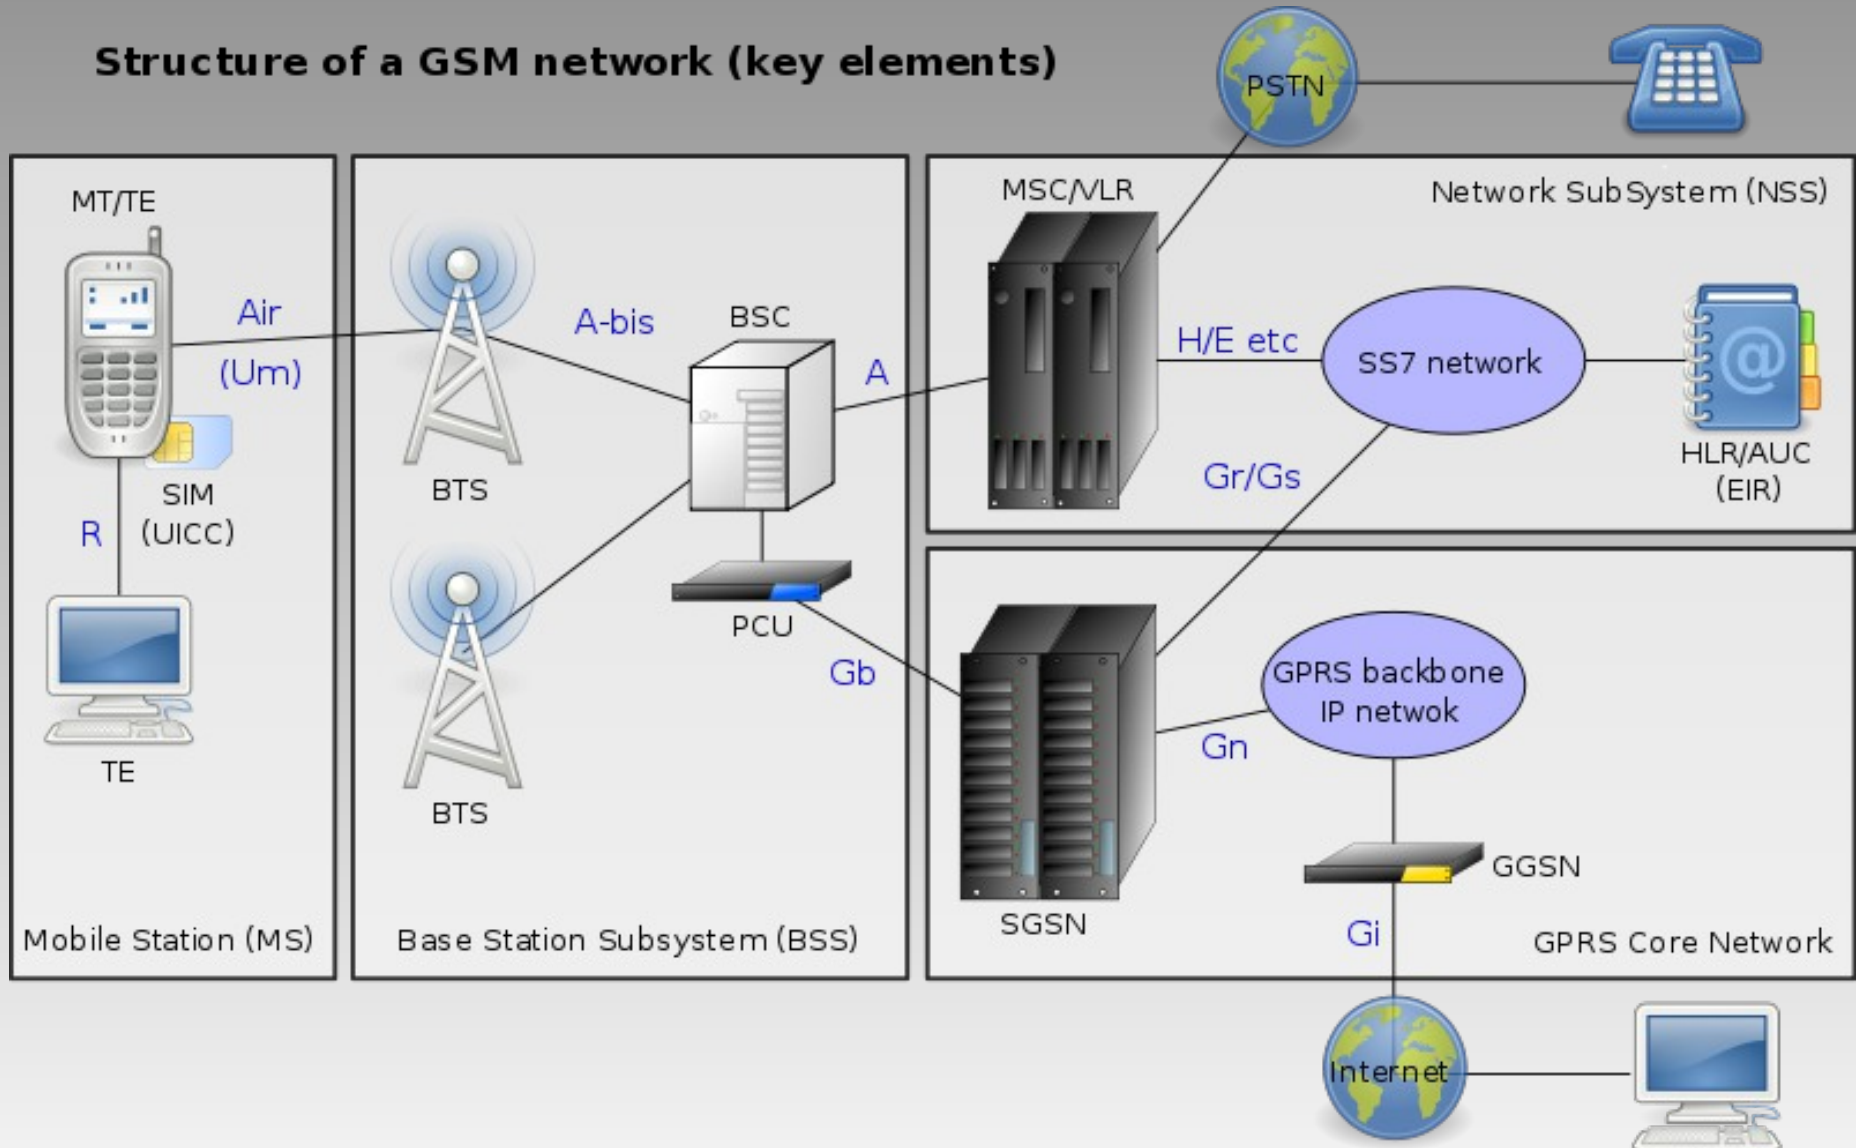 Structure of a GSM network (key elements)
PSTN
MT/TE
Air
(Um)
SIM
(UICC)
R
TE
Mobile Station (MS)
BTS
A-bis
BSC
A
BTS
PCU
Gb
Base Station Subsystem (BSS)
MSC/VLR
Network SubSystem (NSS)
H/E etc
SS7 network
HLR/AUC
(EIR)
Gr/Gs
SGSN
GPRS backbone
IP netwok
Gn
GGSN
Gi
GPRS Core Network
Internet